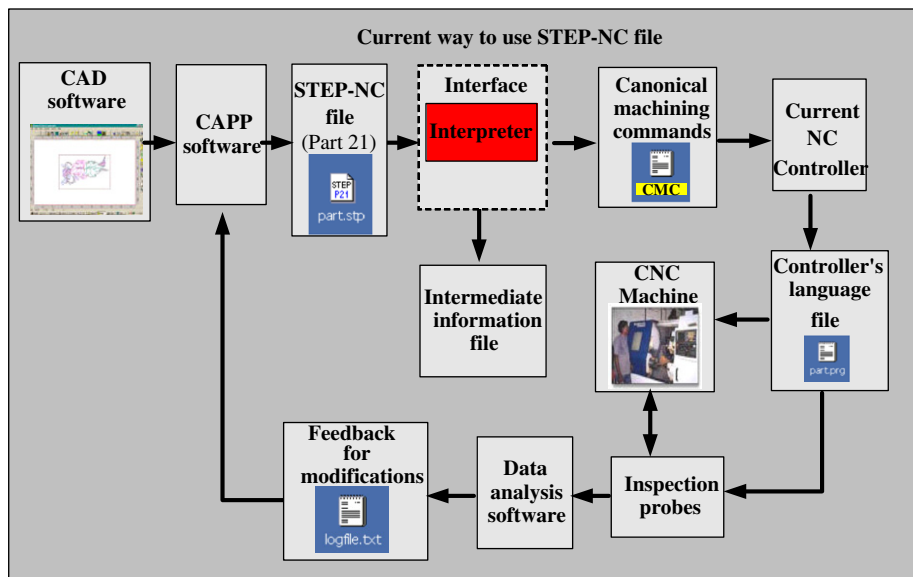 Current way to use STEP-NC file
CAD
software
CAPP
software
STEP-NC
file
(Part 21)
STEP
P21
part.stp
Interface
Interpreter
Canonical
machining
commands
CMC
Current
NC
Controller
Intermediate
information
file
CNC
Machine
Controller's
language
file
part.prg
Feedback
for
modifications
logfile.txt
Data
analysis
software
Inspection
probes